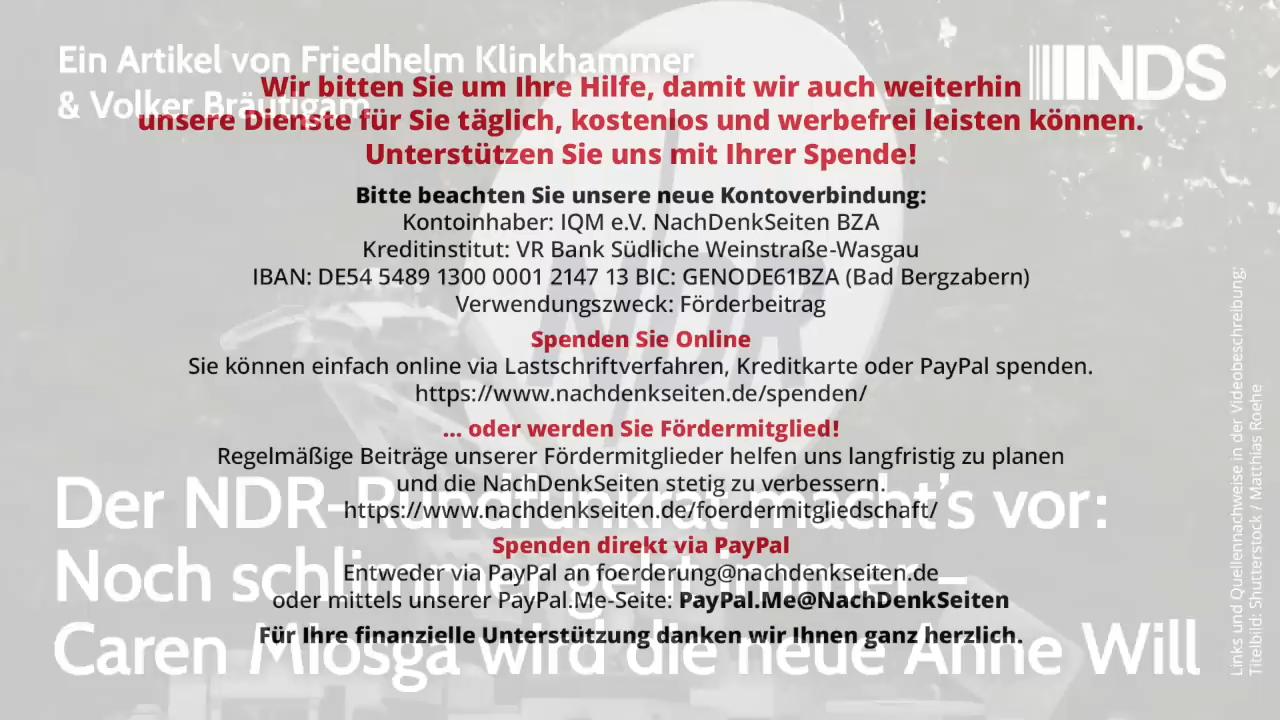 Ein Artikel von Friedhelm Klinkhammer
& Volker Bräutigam
NDS
Wir bitten Sie um Ihre Hilfe, damit wir auch weiterhin
unsere Dienste für Sie täglich, kostenlos und werbefrei leisten können.
Unterstützen Sie uns mit Ihrer Spende!
Bitte beachten Sie unsere neue Kontoverbindung:
Kontoinhaber: IQM e.V. NachDenkSeiten BZA
Kreditinstitut: VR Bank Südliche Weinstraße-Wasgau
IBAN: DE54 5489 1300 0001 2147 13 BIC: GENODE61BZA (Bad Bergzabern)
Verwendungszweck: Förderbeitrag
Spenden Sie Online
Sie können einfach online via Lastschriftverfahren, Kreditkarte oder PayPal spenden.
https://www.nachdenkseiten.de/spenden/
... oder werden Sie Fördermitglied!
Regelmäßige Beiträge unserer Fördermitglieder helfen uns langfristig zu planen
und die NachDenkSeiten stetig zu verbessern.
https://www.nachdenkseiten.de/foerdermitgliedschaft/
Spenden direkt via PayPal
Entweder via PayPal an foerderung@nachdenkseiten.de
oder mittels unserer PayPal.Me-Seite: PayPal.Me@NachDenkSeiten
Für Ihre finanzielle Unterstützung danken wir Ihnen ganz herzlich.
Der NDR-Rundfunkrat macht's vor:
Noch schlimmer geht immer –
Caren Miosga wird die neue Anne Will
Links und Quellennachweise in der Videobeschreibung;
Titelbild: Shutterstock / Matthias Roehe
NDR